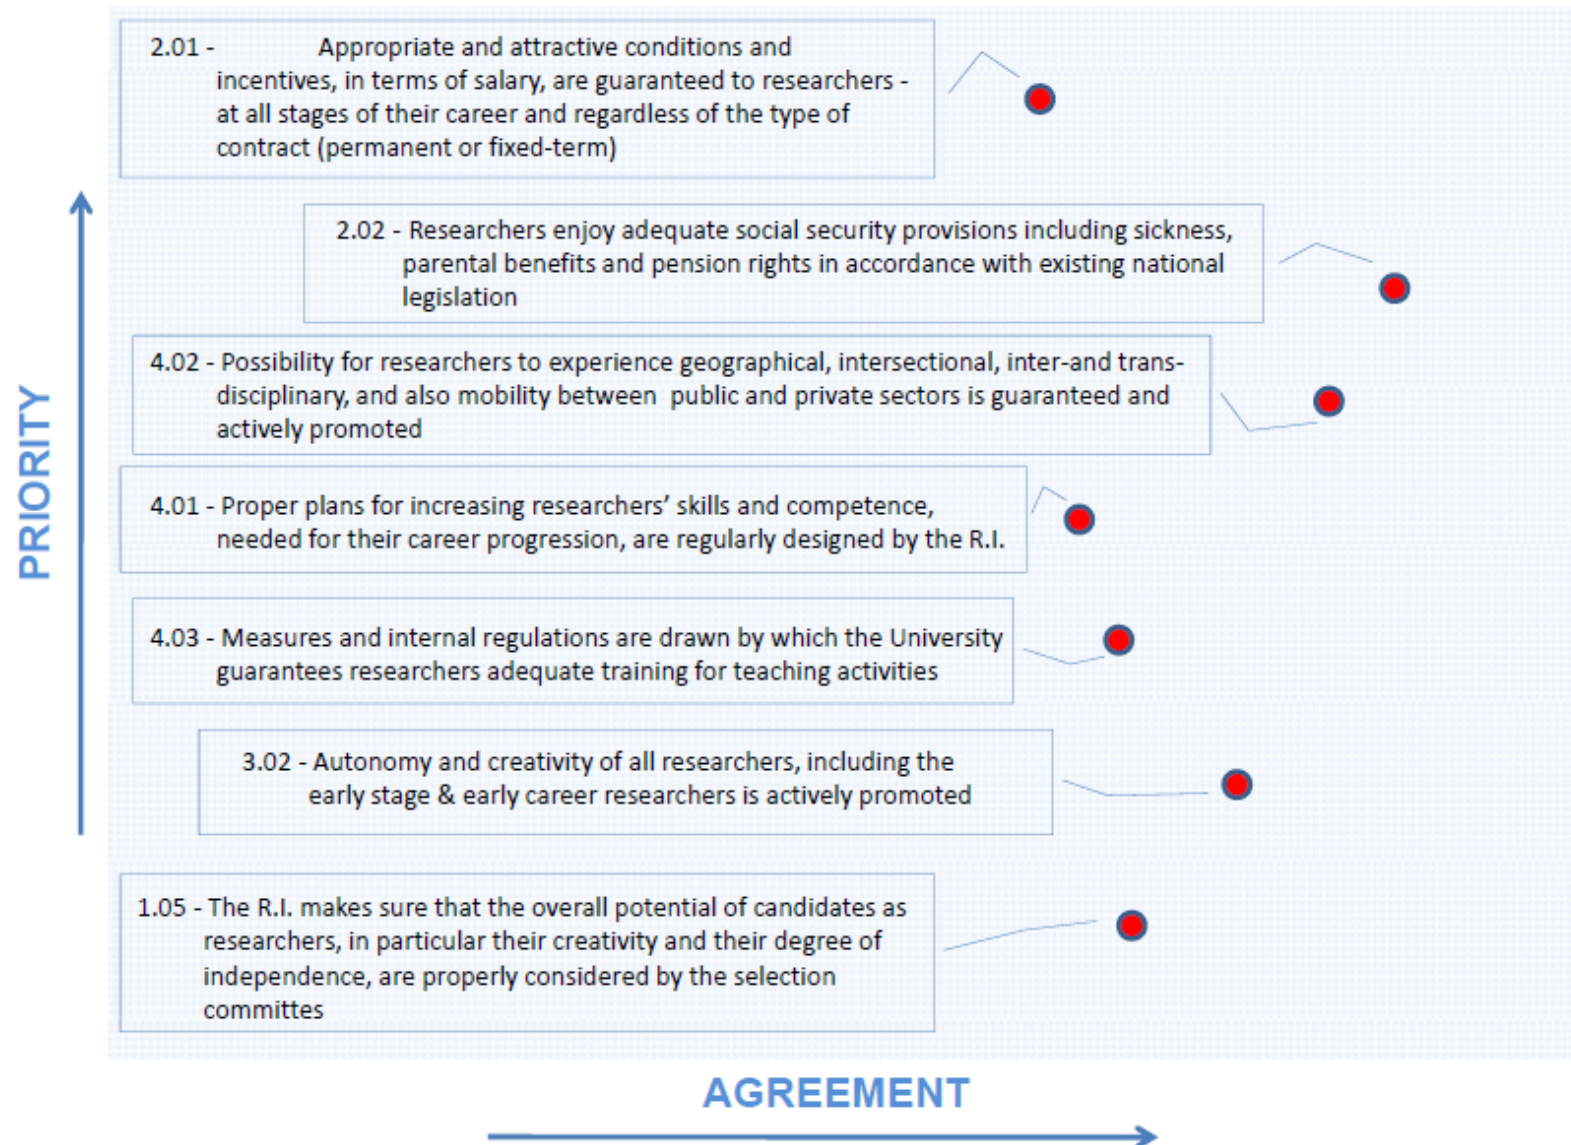 2.01 - Appropriate and attractive conditions and
incentives, in terms of salary, are guaranteed to researchers -
at all stages of their career and regardless of the type of
contract (permanent or fixed-term)
2.02 - Researchers enjoy adequate social security provisions including sickness,
parental benefits and pension rights in accordance with existing national
legislation
4.02 - Possibility for researchers to experience geographical, intersectional, inter-and trans-
disciplinary, and also mobility between public and private sectors is guaranteed and
actively promoted
4.01 - Proper plans for increasing researchers’ skills and competence,
needed for their career progression, are regularly designed by the R.I.
4.03 - Measures and internal regulations are drawn by which the University
guarantees researchers adequate training for teaching activities
3.02 - Autonomy and creativity of all researchers, including the
early stage & early career researchers is actively promoted
1.05 - The R.I. makes sure that the overall potential of candidates as
researchers, in particular their creativity and their degree of
independence, are properly considered by the selection
committes
PRIORITY
AGREEMENT